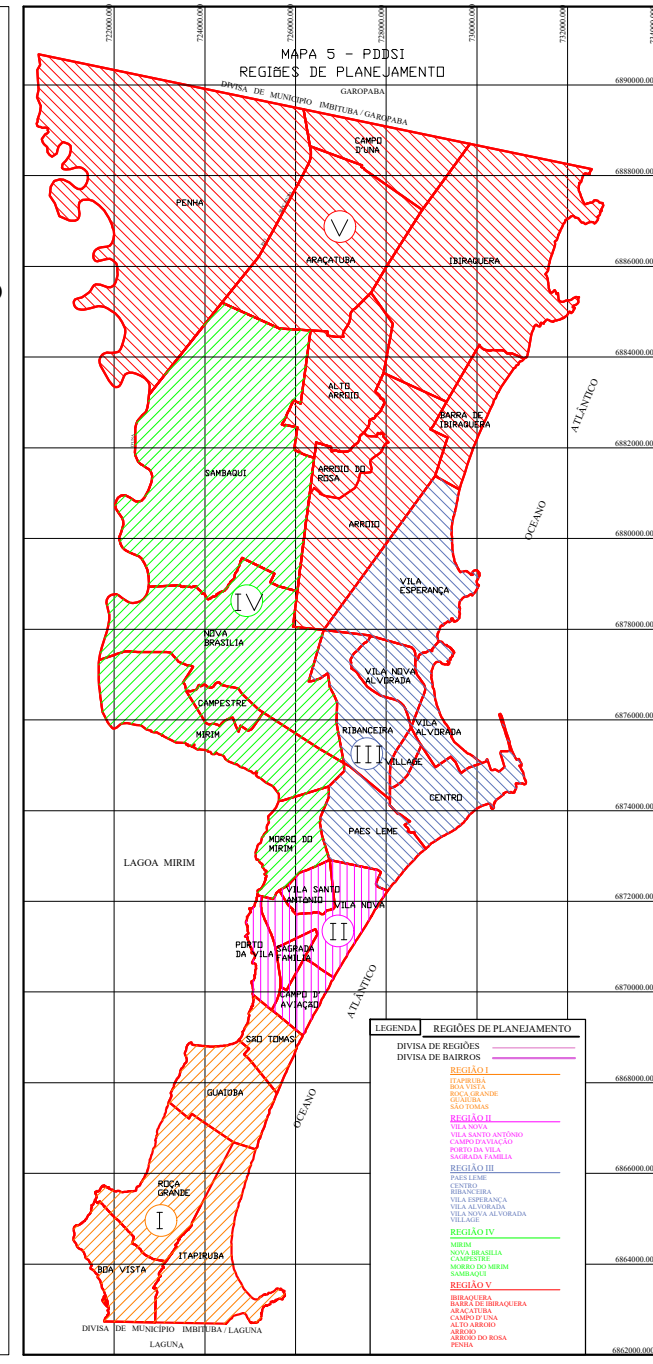 722000.000
724000.000
726000.000
728000.000
730000.000
732000.000
MAPA 5 - PDDSI
REGIÕES DE PLANEJAMENTO
GAROPABA
DIVISA DE MUNICIPIO IMBITUBA / GAROPABA
6890000.000
CAMPO
D'UNA
6888000.000
PENHA
V
ARAÇATUBA
IBIRAQUERA
6886000.000
6884000.000
ALTO
ARROIO
ATLÂNTICO
BARRA DE
IBIRAQUERA
6882000.000
SAMBAQUI
ARROIO DO
ROSA
ARROIO
OCEANO
6880000.000
VILA
ESPERANÇA
IV
6878000.000
NOVA
BRASILIA
VILA NOVA
ALVORADA
CAMPESTRE
6876000.000
MIRIM
RIBANCEIRA
VILA
ALVORADA
III
VILLAGE
CENTRO
6874000.000
PAES LEME
MORRO DO
MIRIM
LAGOA MIRIM
VILA SANTO
ANTONIO
VILA NOVA
6872000.000
II
PORTO
DA VILA
SAGRADA
FAMILIA
6870000.000
CAMPO D'
AVIAÇÃO
ATLÂNTICO
SÃO TOMAS
6868000.000
GUAIUBA
OCEANO
6866000.000
ROÇA
GRANDE
I
ITAPIRUBA
BOA VISTA
6864000.000
DIVISA DE MUNICÍPIO IMBITUBA / LAGUNA
LAGUNA
6862000.000
LEGENDA
REGIÕES DE PLANEJAMENTO
DIVISA DE REGIÕES
DIVISA DE BAIRROS
REGIÃO I
ITAPIRUBA
BOA VISTA
ROÇA GRANDE
GUAIUBA
SÃO TOMAS
REGIÃO II
VILA NOVA
VILA SANTO ANTÔNIO
CAMPO D'AVIAÇÃO
PORTO DA VILA
SAGRADA FAMILIA
REGIÃO III
PAES LEME
CENTRO
RIBANCEIRA
VILA ESPERANÇA
VILA ALVORADA
VILA NOVA ALVORADA
VILLAGE
REGIÃO IV
MIRIM
NOVA BRASILIA
CAMPESTRE
MORRO DO MIRIM
SAMBAQUI
REGIÃO V
IBIRAQUERA
BARRA DE IBIRAQUERA
ARAÇATUBA
CAMPO D' UNA
ALTO ARROIO
ARROIO
ARROIO DO ROSA
PENHA